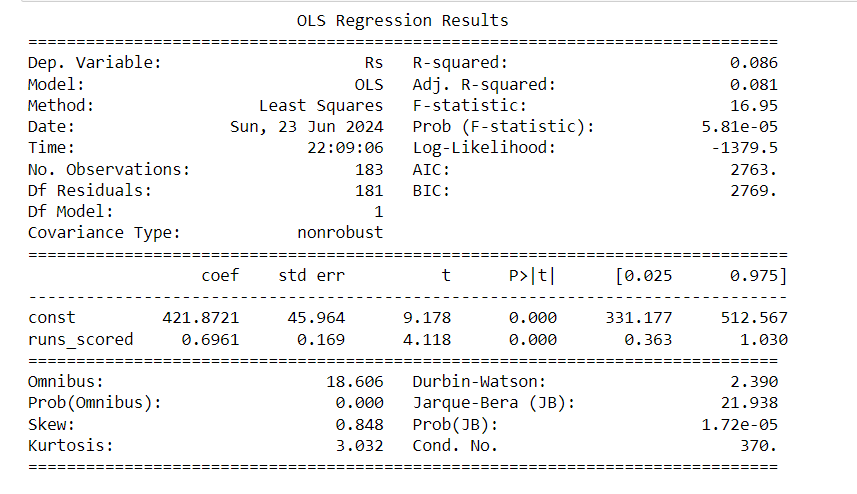 OLS Regression Results
==============================================================================
Dep. Variable:                     Rs   R-squared:                       0.086
Model:                            OLS   Adj. R-squared:                  0.081
Method:                 Least Squares   F-statistic:                     16.95
Date:                Sun, 23 Jun 2024   Prob (F-statistic):           5.81e-05
Time:                        22:09:06   Log-Likelihood:                -1379.5
No. Observations:                 183   AIC:                             2763.
Df Residuals:                     181   BIC:                             2769.
Df Model:                           1
Covariance Type:            nonrobust
===============================================================================
                  coef    std err          t      P>|t|      [0.025      0.975]
-------------------------------------------------------------------------------
const         421.8721     45.964      9.178      0.000     331.177     512.567
runs_scored     0.6961      0.169      4.118      0.000       0.363       1.030
==============================================================================
Omnibus:                       18.606   Durbin-Watson:                   2.390
Prob(Omnibus):                  0.000   Jarque-Bera (JB):               21.938
Skew:                           0.848   Prob(JB):                     1.72e-05
Kurtosis:                       3.032   Cond. No.                         370.
==============================================================================